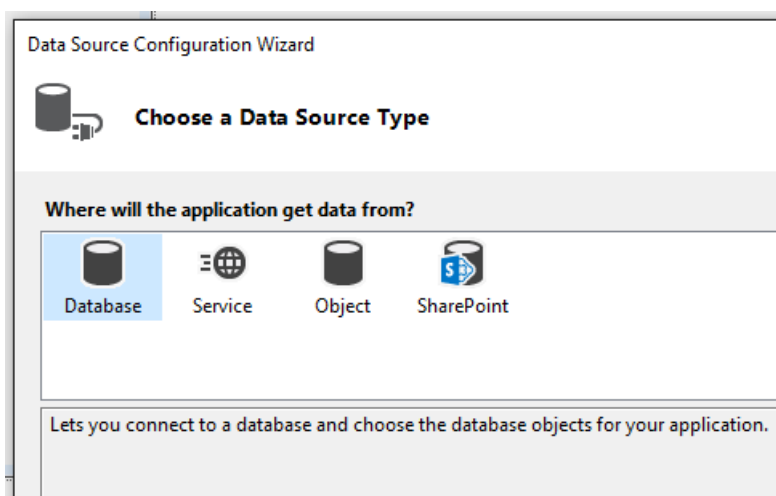 Data Source Configuration Wizard
Choose a Data Source Type
Where will the application get data from?
Database Service Object SharePoint
Lets you connect to a database and choose the database objects for your application.